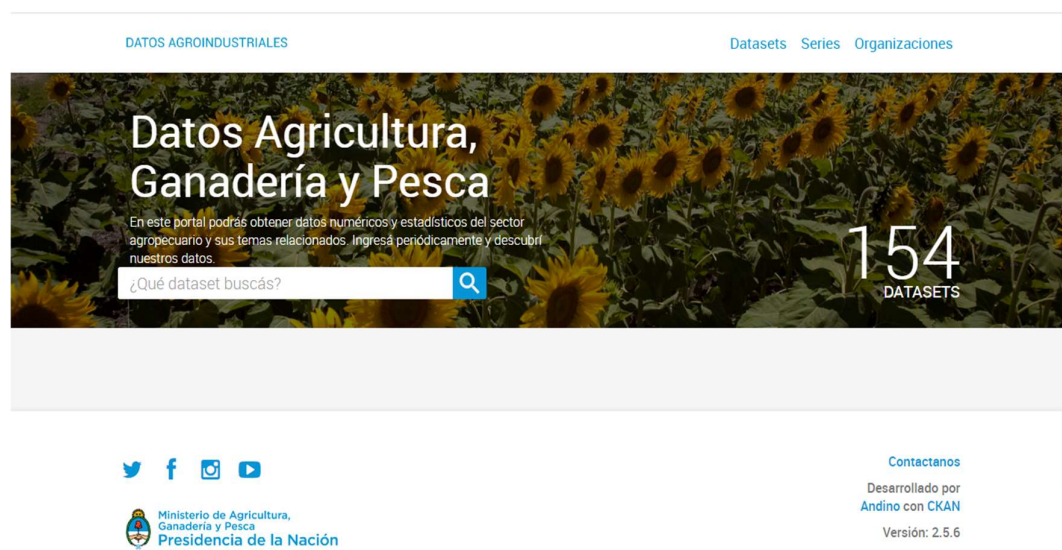 DATOS AGROINDUSTRIALES
Datasets Series Organizaciones
Datos Agricultura,
Ganadería y Pesca
En este portal podrás obtener datos numéricos y estadísticos del sector
agropecuario y sus temas relacionados. Ingresá periódicamente y descubrí
nuestros datos.
¿Qué dataset buscás?
154
DATASETS
Contactanos
Desarrollado por
Andino con CKAN
Versión: 2.5.6
Ministerio de Agricultura,
Ganadería y Pesca
Presidencia de la Nación